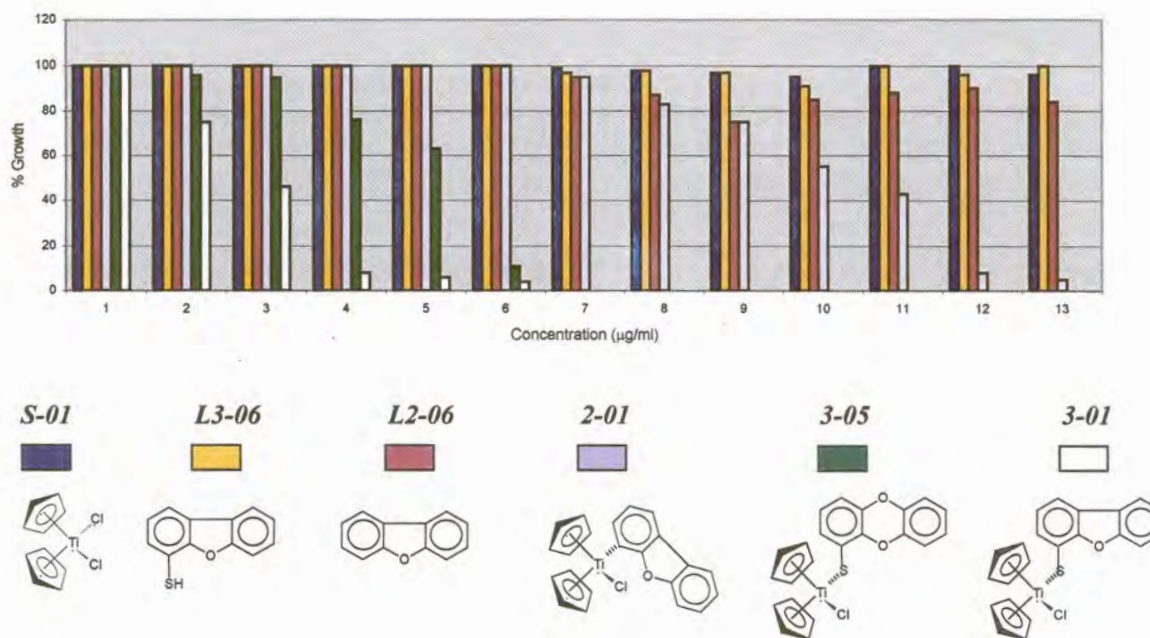 120
100
80
60
40
20
0
% Growth
1 2 3 4 5 6 7 8 9 10 11 12 13
Concentration (µg/ml)
S-01 L3-06 L2-06 2-01 3-05 3-01
Ti Cl Cl
O SH
O
Ti Cl O
O O S Ti Cl
O S Ti Cl